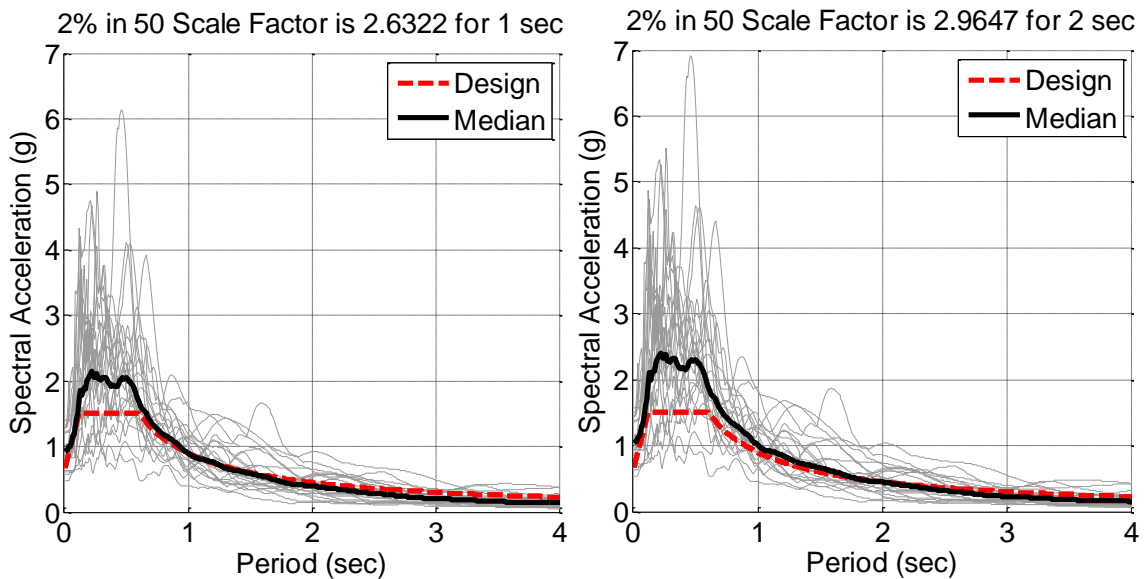 2% in 50 Scale Factor is 2.6322 for 1 sec
7
6
5
4
3
2
1
0
Spectral Acceleration (g)
Design
Median
0
1
2
3
4
Period (sec)
2% in 50 Scale Factor is 2.9647 for 2 sec
7
6
5
4
3
2
1
0
Spectral Acceleration (g)
Design
Median
0
1
2
3
4
Period (sec)